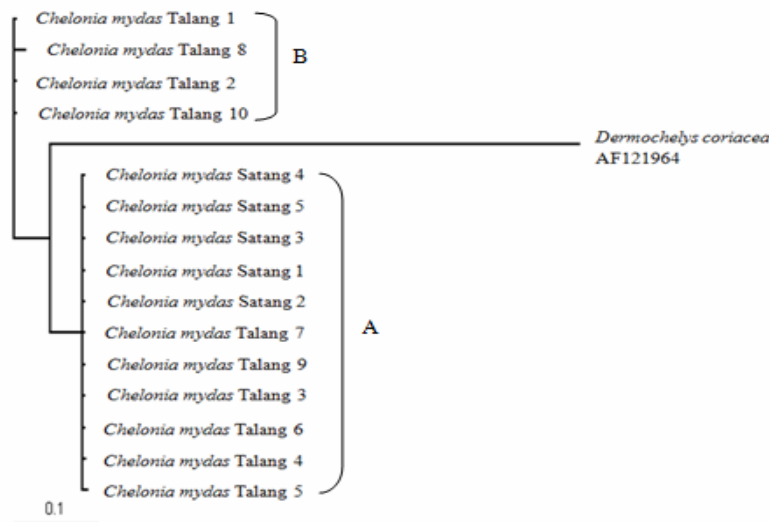 Chelonia mydas Talang 1
Chelonia mydas Talang 8
B
Chelonia mydas Talang 2
Chelonia mydas Talang 10
Dermochelys coriacea
AF121964
Chelonia mydas Satang 4
Chelonia mydas Satang 5
Chelonia mydas Satang 3
Chelonia mydas Satang 1
Chelonia mydas Satang 2
Chelonia mydas Talang 7
A
Chelonia mydas Talang 9
Chelonia mydas Talang 3
Chelonia mydas Talang 6
Chelonia mydas Talang 4
Chelonia mydas Talang 5
0.1